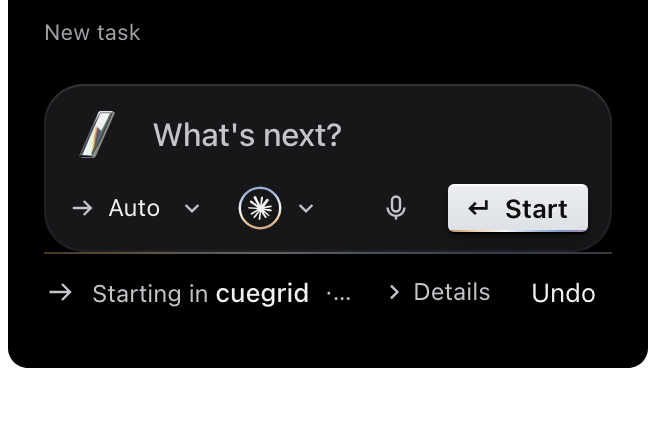 New task
What's next?
Auto
Start
Starting in cuegrid ·... Details Undo